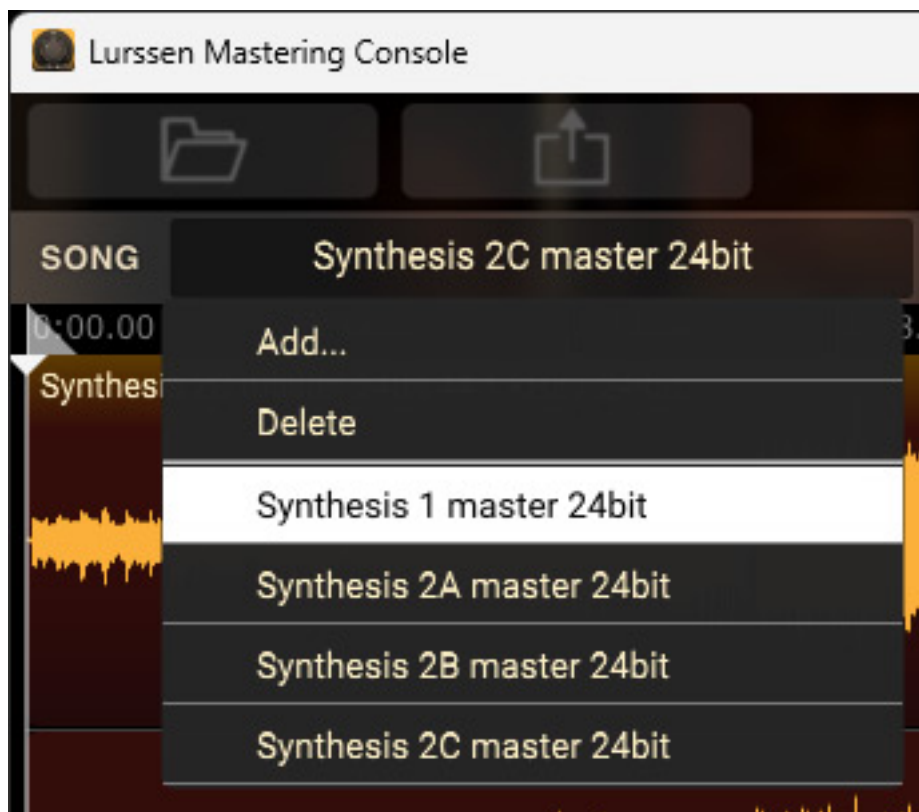 Lurssen Mastering Console
SONG
Synthesis 2C master 24bit
0:00.00
Add...
Synthesi
Delete
Synthesis 1 master 24bit
Synthesis 2A master 24bit
Synthesis 2B master 24bit
Synthesis 2C master 24bit